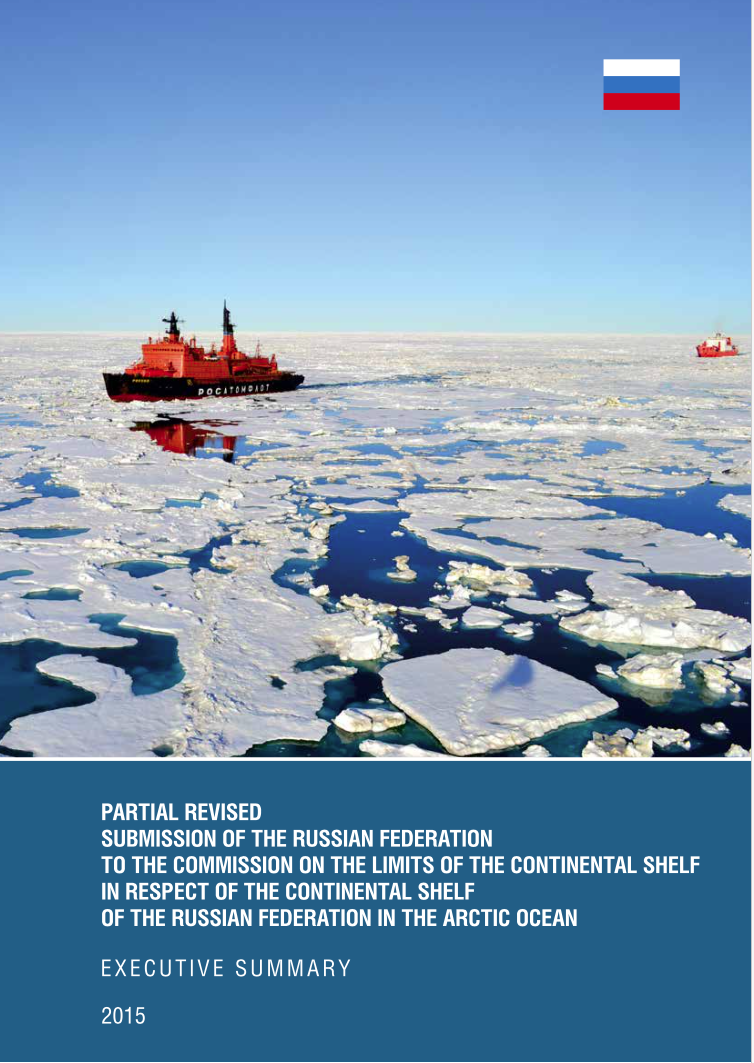 РОССИЯ
РОСАТОМФЛОТ
PARTIAL REVISED
SUBMISSION OF THE RUSSIAN FEDERATION
TO THE COMMISSION ON THE LIMITS OF THE CONTINENTAL SHELF
IN RESPECT OF THE CONTINENTAL SHELF
OF THE RUSSIAN FEDERATION IN THE ARCTIC OCEAN
EXECUTIVE SUMMARY
2015